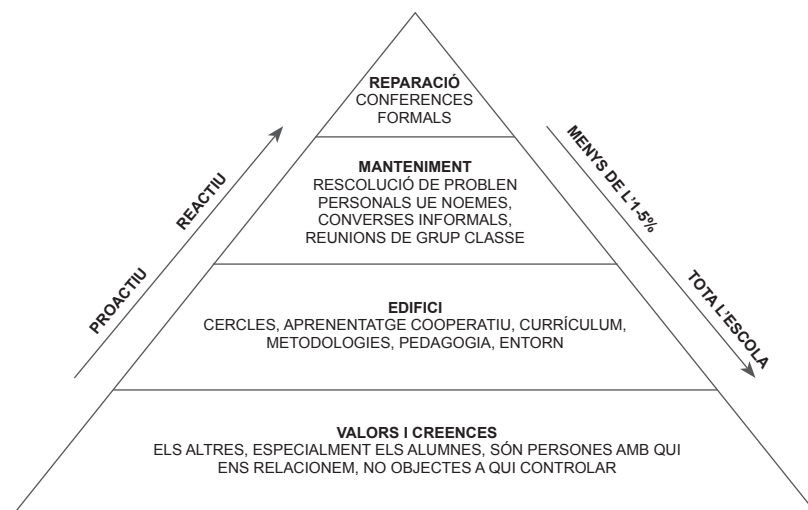 REPARACIÓ
CONFERENCES
FORMALS
MANTENIMENT
RESCOLUCIÓ DE PROBLEN
PERSONALS UE NOEMES,
CONVERSES INFORMALS,
REUNIONS DE GRUP CLASSE
EDIFICI
CERCLES, APRENENTATGE COOPERATIU, CURRÍCULUM,
METODOLOGIES, PEDAGOGIA, ENTORN
VALORS I CREENCES
ELS ALTRES, ESPECIALMENT ELS ALUMNES, SÓN PERSONES AMB QUI
ENS RELACIONEM, NO OBJECTES A QUI CONTROLAR
PROACTIU
REACTIU
MENYS DE L'1-5%
TOTA L'ESCOLA